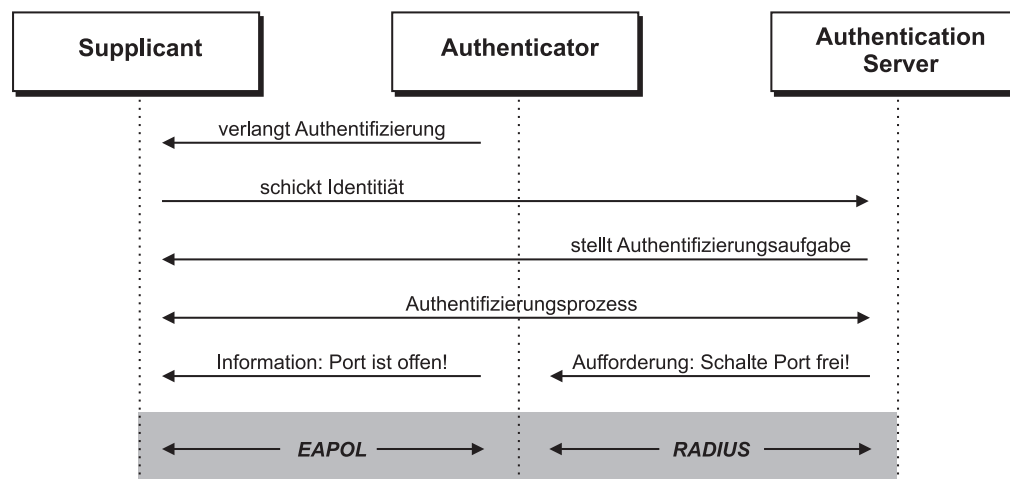 Supplicant
Authenticator
Authentication
Server
verlangt Authentifizierung
schickt Identitiät
stellt Authentifizierungsaufgabe
Authentifizierungsprozess
Information: Port ist offen!
Aufforderung: Schalte Port frei!
EAPOL
RADIUS